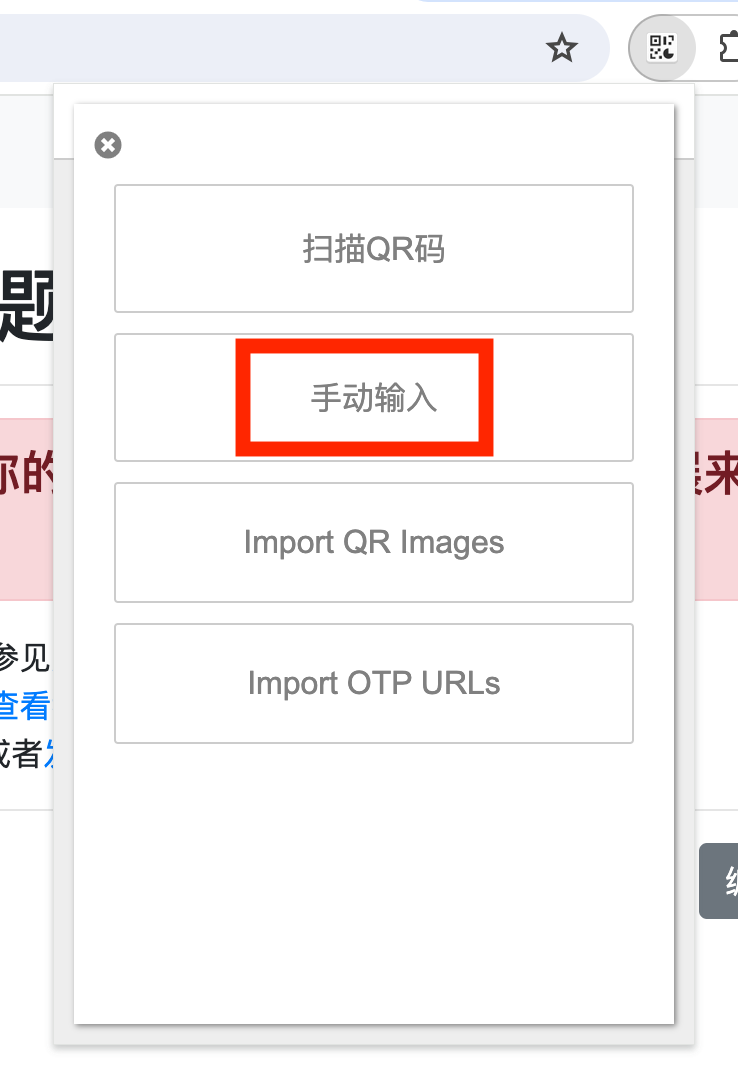 扫描QR码
题
手动输入
你的
来
Import QR Images
参见
Import OTP URLs
查看
或者